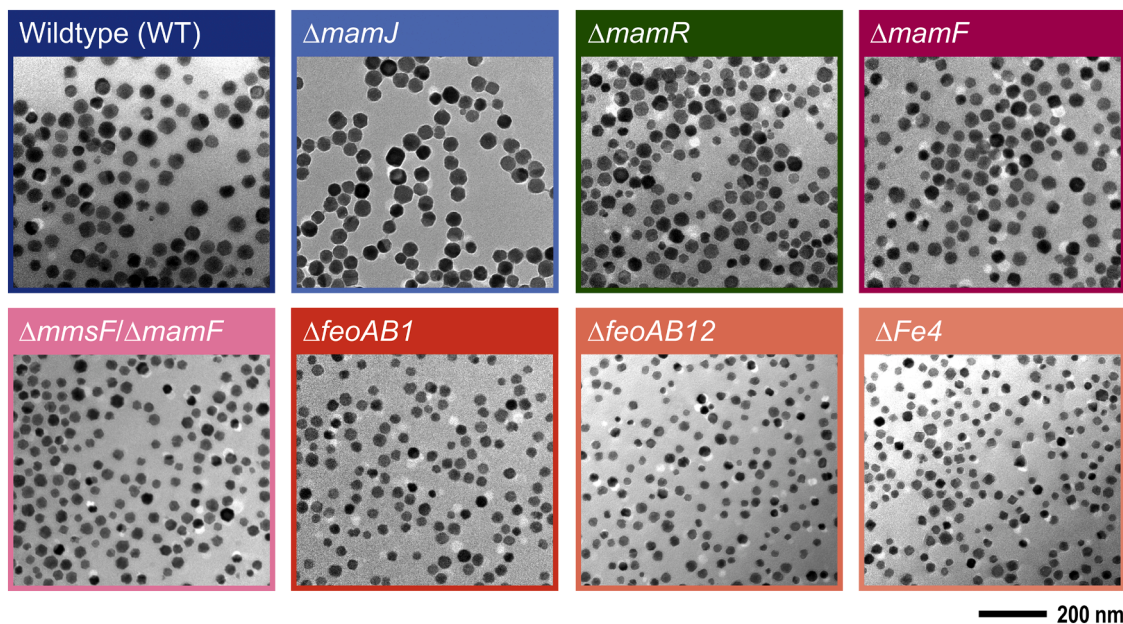 Wildtype (WT)
ΔmamJ
ΔmamR
ΔmamF
ΔmmsF/ΔmamF
ΔfeoAB1
ΔfeoAB12
ΔFe4
200 nm